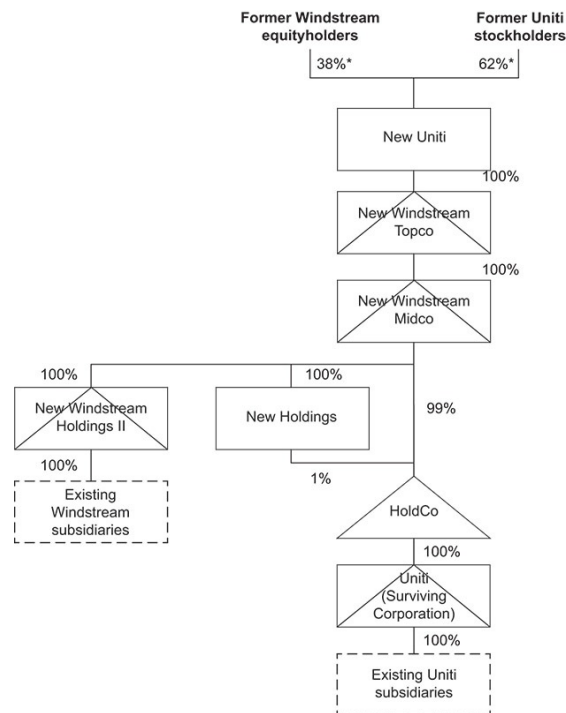 Former Windstream
equityholders
Former Uniti
stockholders
38%*
62%*
New Uniti
100%
New Windstream
Topco
100%
New Windstream
Midco
100%
100%
New Windstream
Holdings II
New Holdings
99%
100%
1%
Existing
Windstream
subsidiaries
HoldCo
100%
Uniti
(Surviving
Corporation)
100%
Existing Uniti
subsidiaries